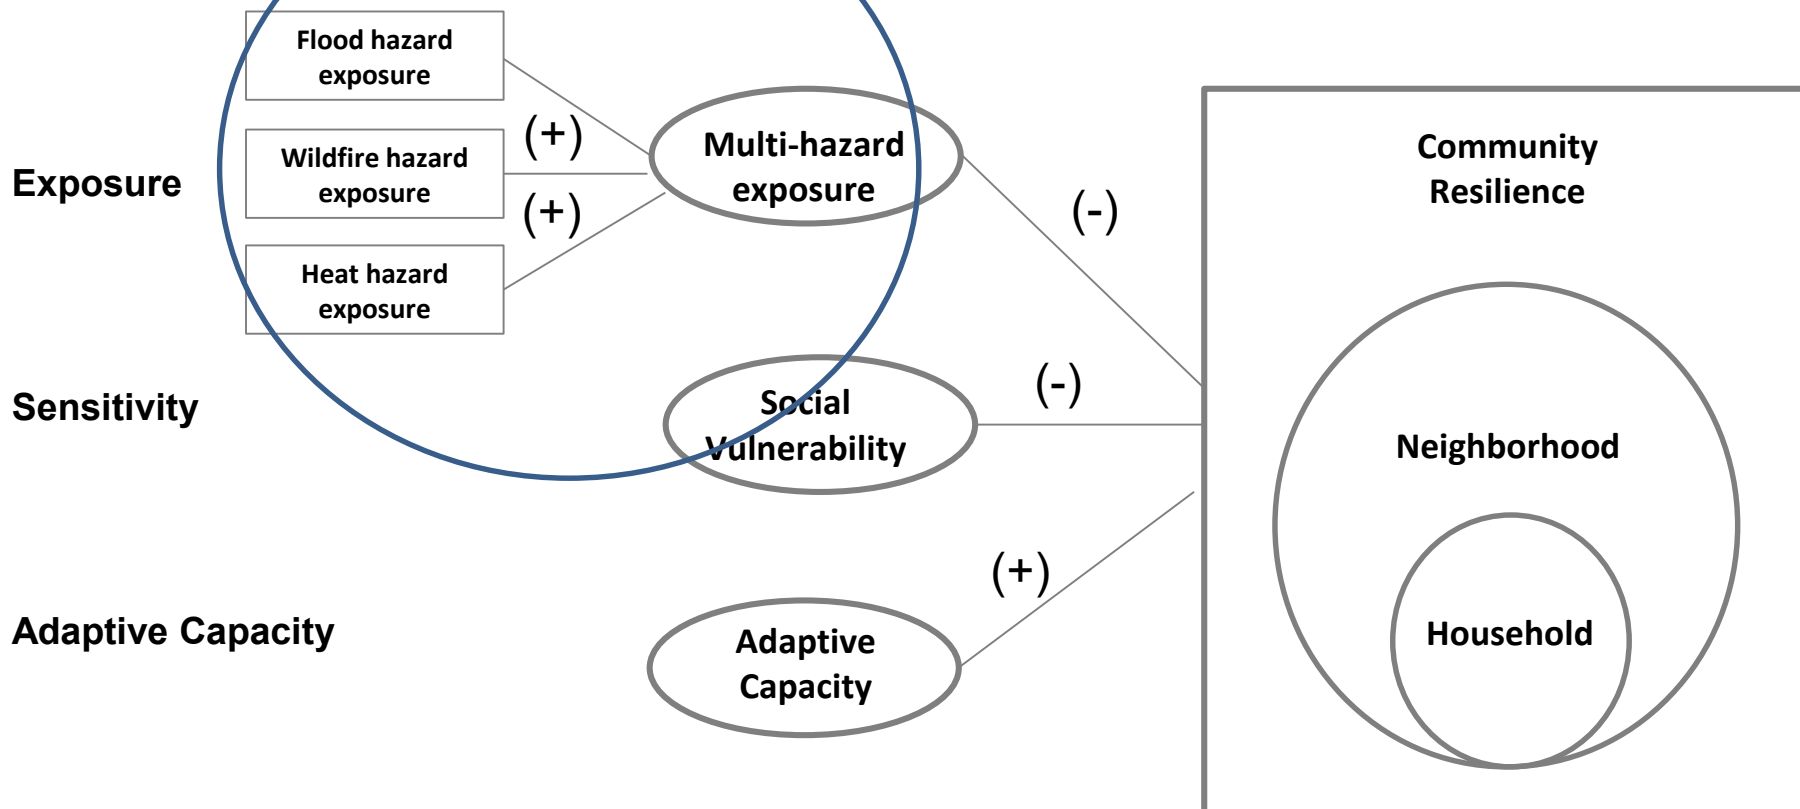 Flood hazard
exposure
(+)
Wildfire hazard
exposure
(+)
Heat hazard
exposure
Exposure
Multi-hazard
exposure
(-)
Sensitivity
Social
Vulnerability
(-)
Adaptive Capacity
Adaptive
Capacity
(+)
Community
Resilience
Neighborhood
Household